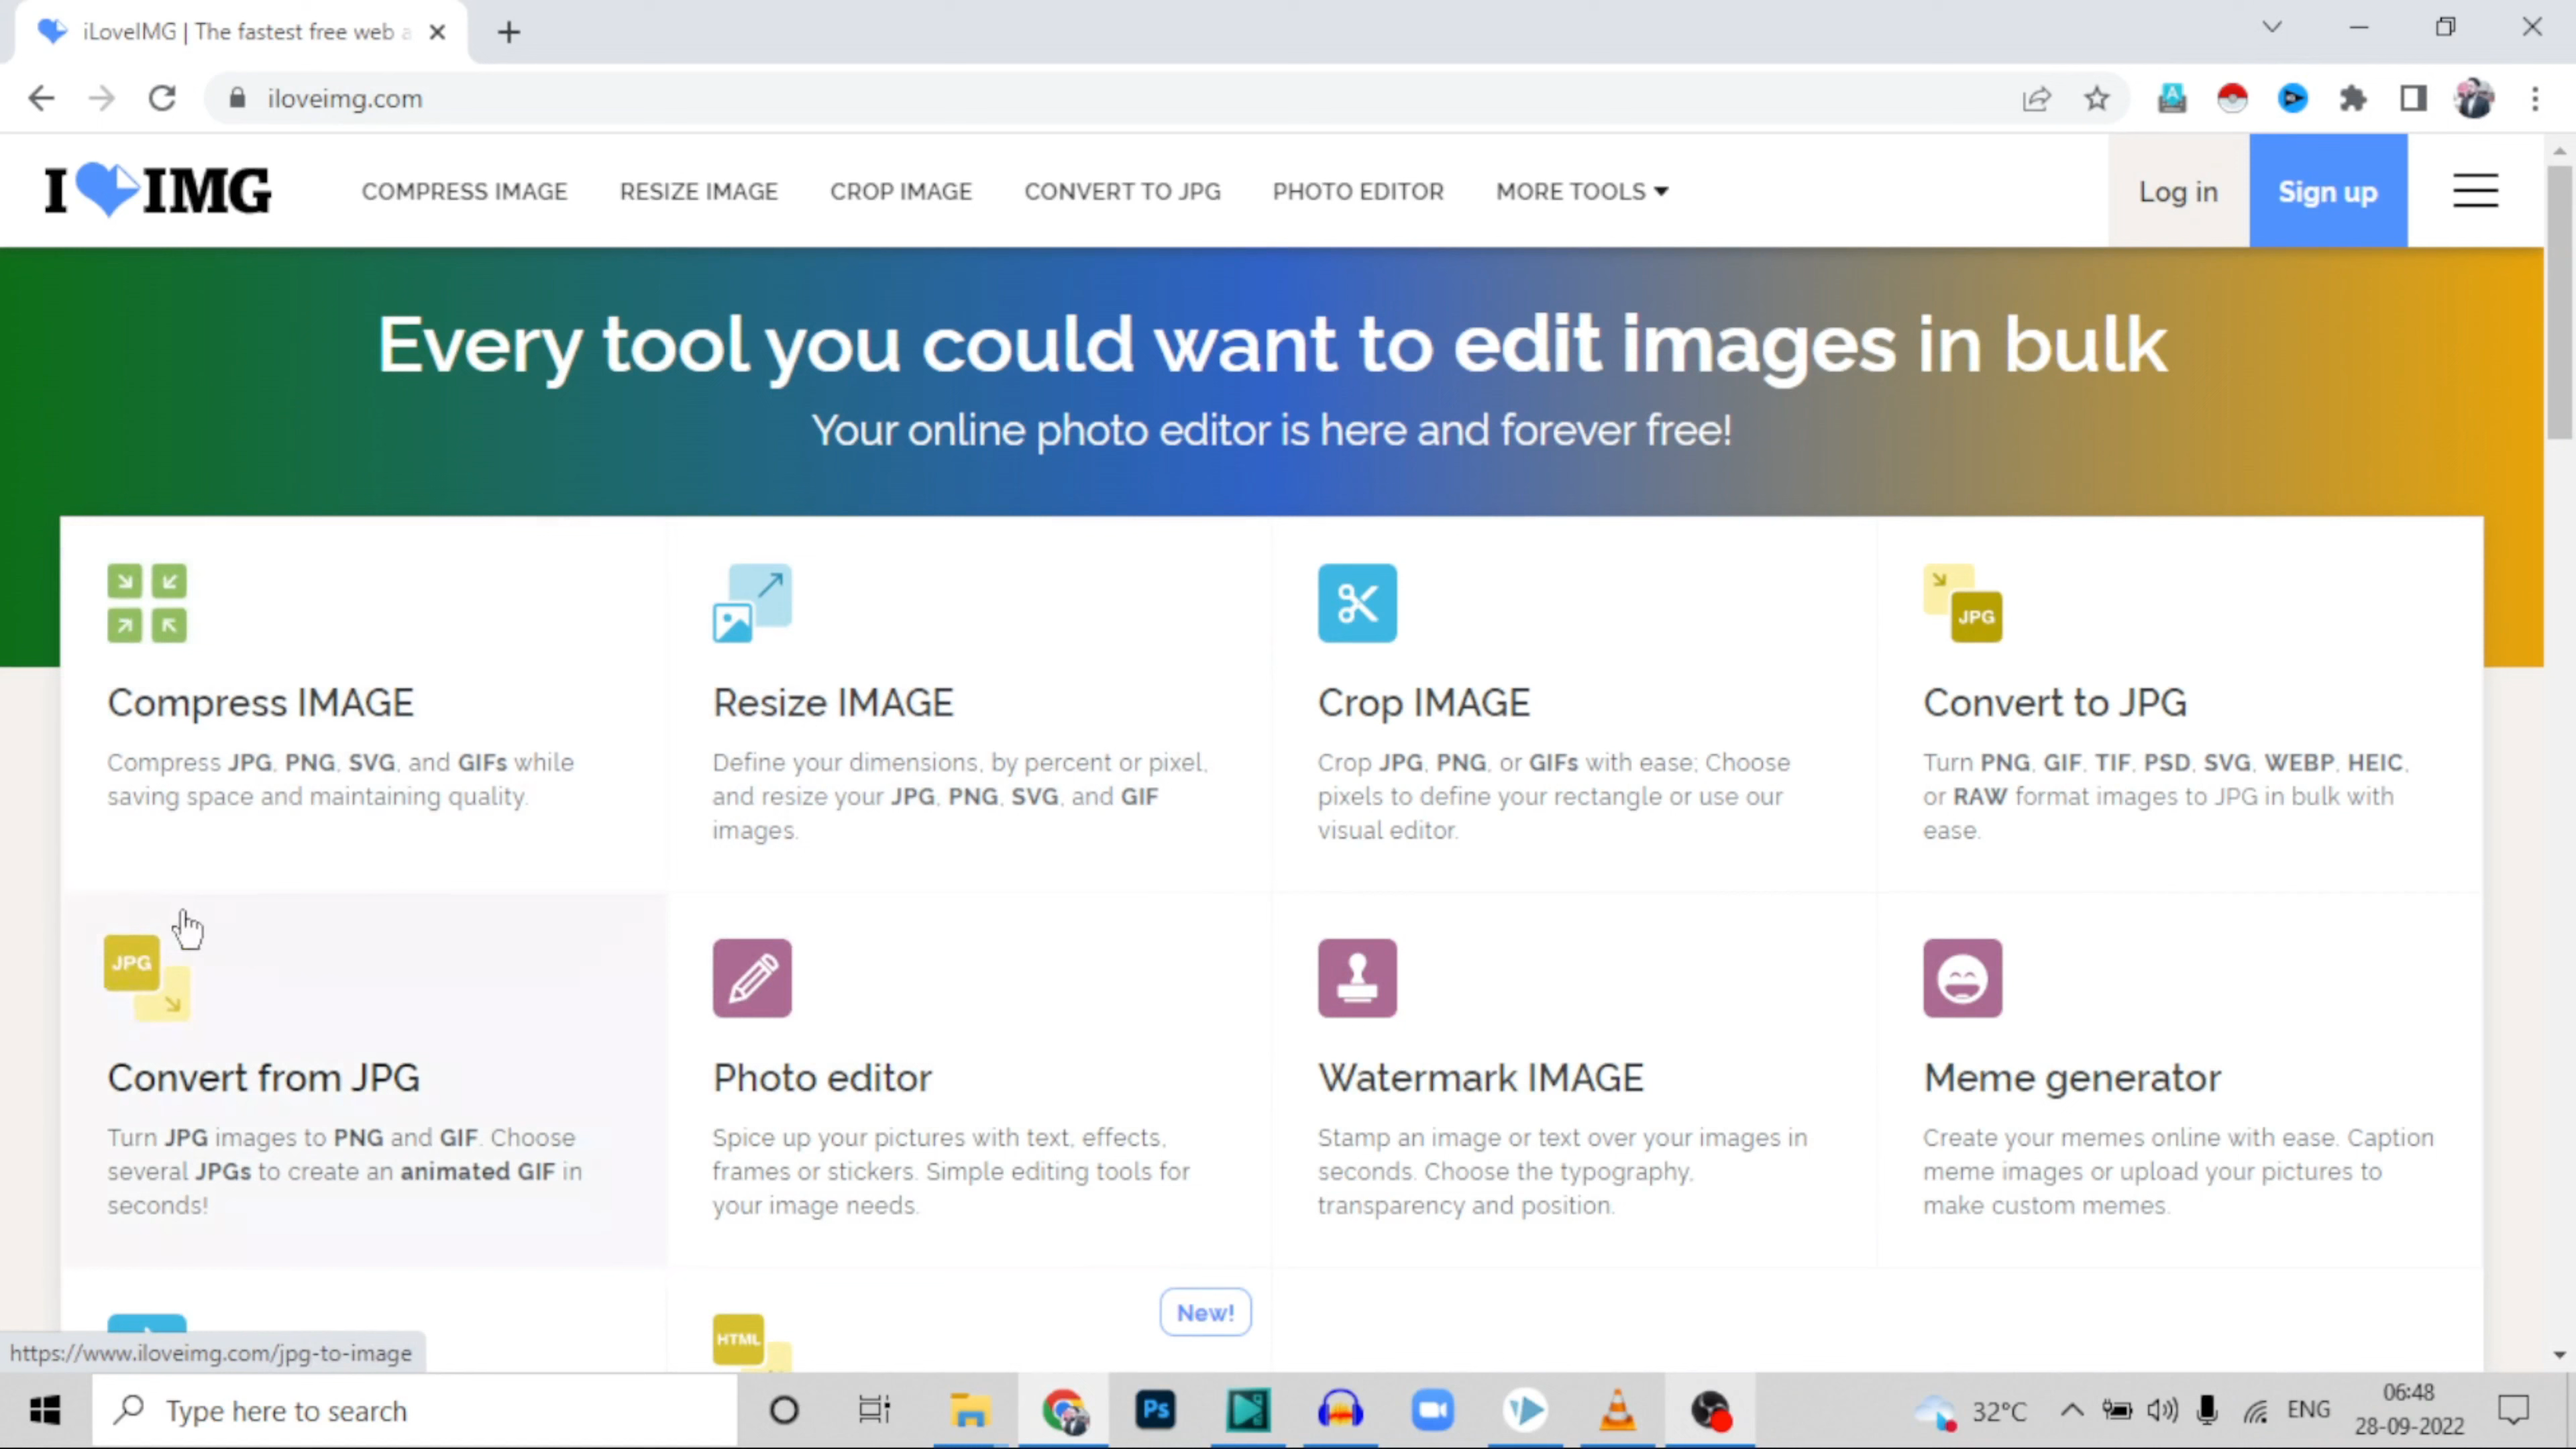 iLoveIMG | The fastest free web a
iloveimg.com
I IMG
COMPRESS IMAGE
RESIZE IMAGE
CROP IMAGE
CONVERT TO JPG
PHOTO EDITOR
MORE TOOLS
Log in
Sign up
Every tool you could want to edit images in bulk
Your online photo editor is here and forever free!
Compress IMAGE
Compress JPG, PNG, SVG, and GIFs while
saving space and maintaining quality.
Resize IMAGE
Define your dimensions, by percent or pixel,
and resize your JPG, PNG, SVG, and GIF
images.
Crop IMAGE
Crop JPG, PNG, or GIFs with ease; Choose
pixels to define your rectangle or use our
visual editor.
JPG
Convert to JPG
Turn PNG, GIF, TIF, PSD, SVG, WEBP, HEIC,
or RAW format images to JPG in bulk with
ease.
JPG
Convert from JPG
Turn JPG images to PNG and GIF. Choose
several JPGs to create an animated GIF in
seconds!
Photo editor
Spice up your pictures with text, effects,
frames or stickers. Simple editing tools for
your image needs.
Watermark IMAGE
Stamp an image or text over your images in
seconds. Choose the typography,
transparency and position.
Meme generator
Create your memes online with ease. Caption
meme images or upload your pictures to
make custom memes.
HTML
New!
https://www.iloveimg.com/jpg-to-image
Type here to search
Ps
32°C
ENG
06:48
28-09-2022